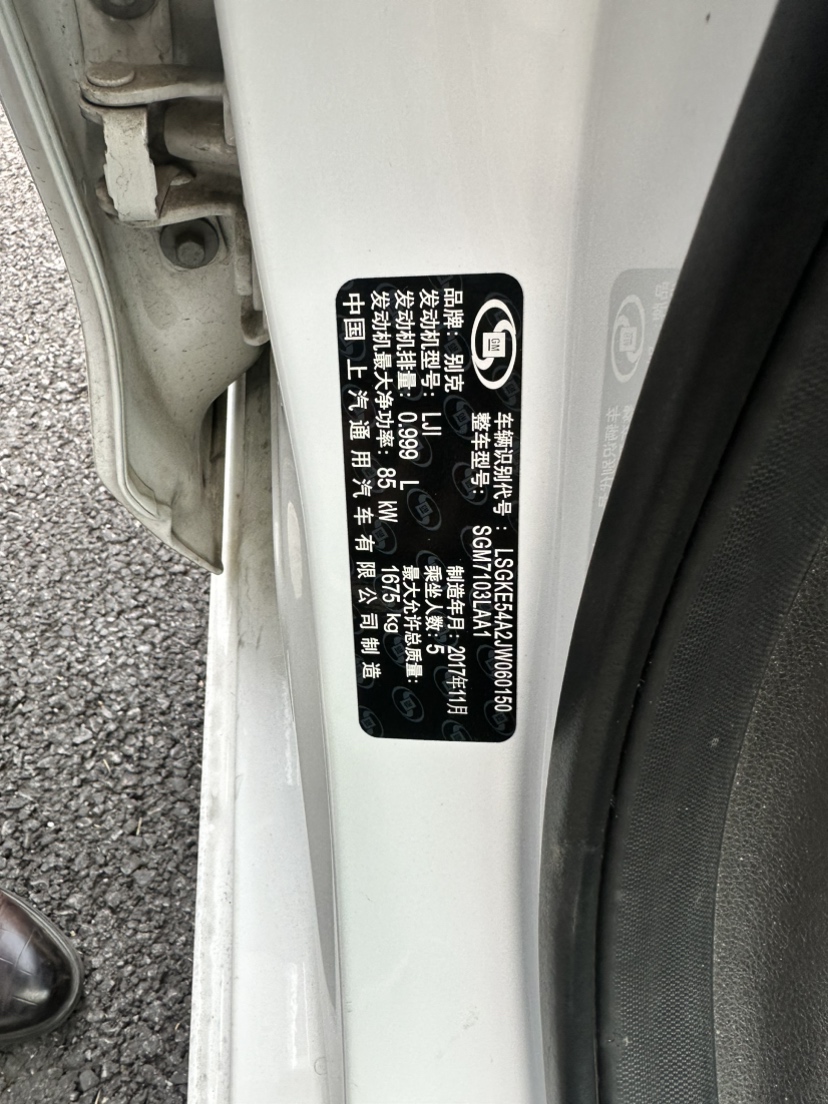 GM
车辆识别代号: LSGKE54A2JW060150
整车型号: SGM7103LAA1
品牌: 别克
制造年月: 2017年11月
发动机型号: LJI
乘坐人数: 5
发动机排量: 0.999 L
最大允许总质量:
发动机最大净功率: 85 kW
1675 kg
中国 上汽通用汽车有限公司制造